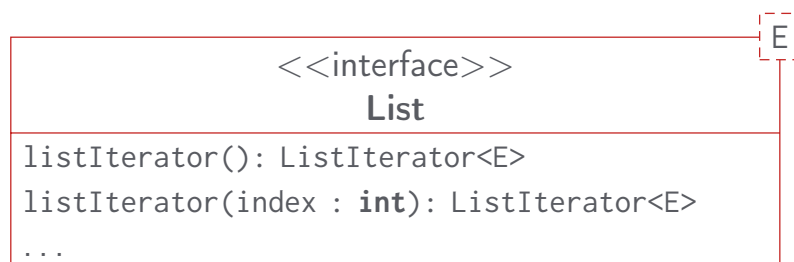 E
<<interface>>
List
listIterator(): ListIterator<E>
listIterator(index : int): ListIterator<E>
...